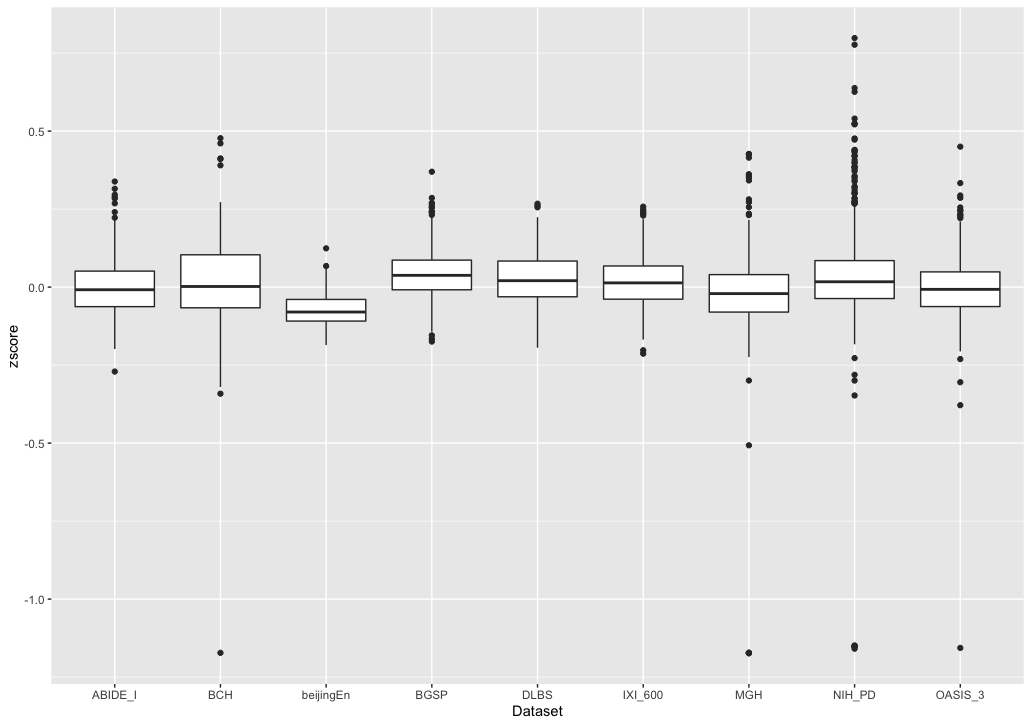 zscore
0.5
0.0
-0.5
-1.0
ABIDE_I BCH beijingEn BGSP DLBS IXI_600 MGH NIH_PD OASIS_3
Dataset